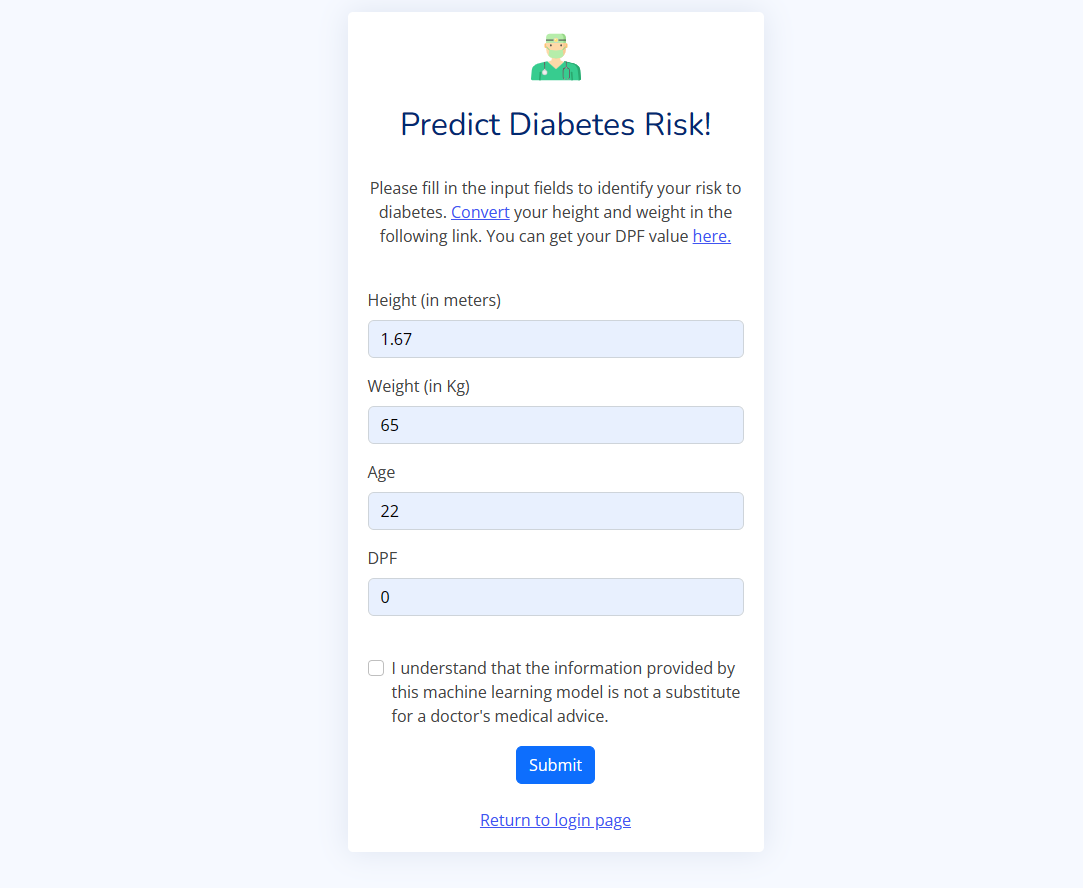 Predict Diabetes Risk!
Please fill in the input fields to identify your risk to
diabetes. Convert your height and weight in the
following link. You can get your DPF value here.
Height (in meters)
1.67
Weight (in Kg)
65
Age
22
DPF
0
I understand that the information provided by
this machine learning model is not a substitute
for a doctor's medical advice.
Submit
Return to login page